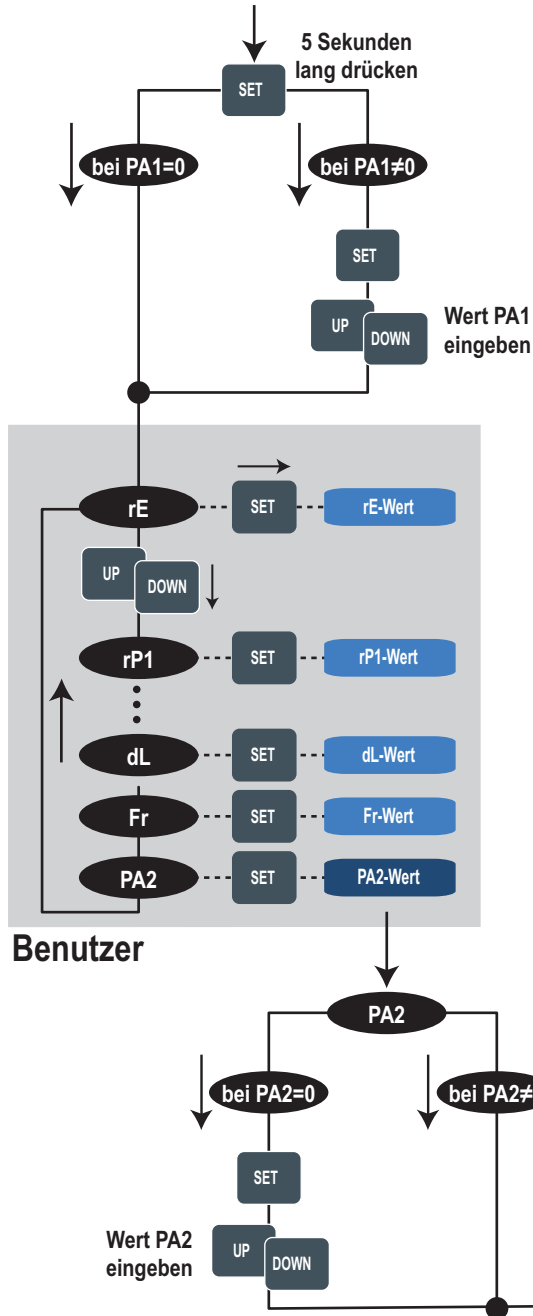 5 Sekunden
lang drücken
SET
bei PA1=0
bei PA1≠0
SET
UP
DOWN
Wert PA1
eingeben
rE
SET
rE-Wert
UP
DOWN
rP1
SET
rP1-Wert
dL
SET
dL-Wert
Fr
SET
Fr-Wert
PA2
SET
PA2-Wert
Benutzer
PA2
bei PA2=0
bei PA2≠
SET
Wert PA2
eingeben
UP
DOWN